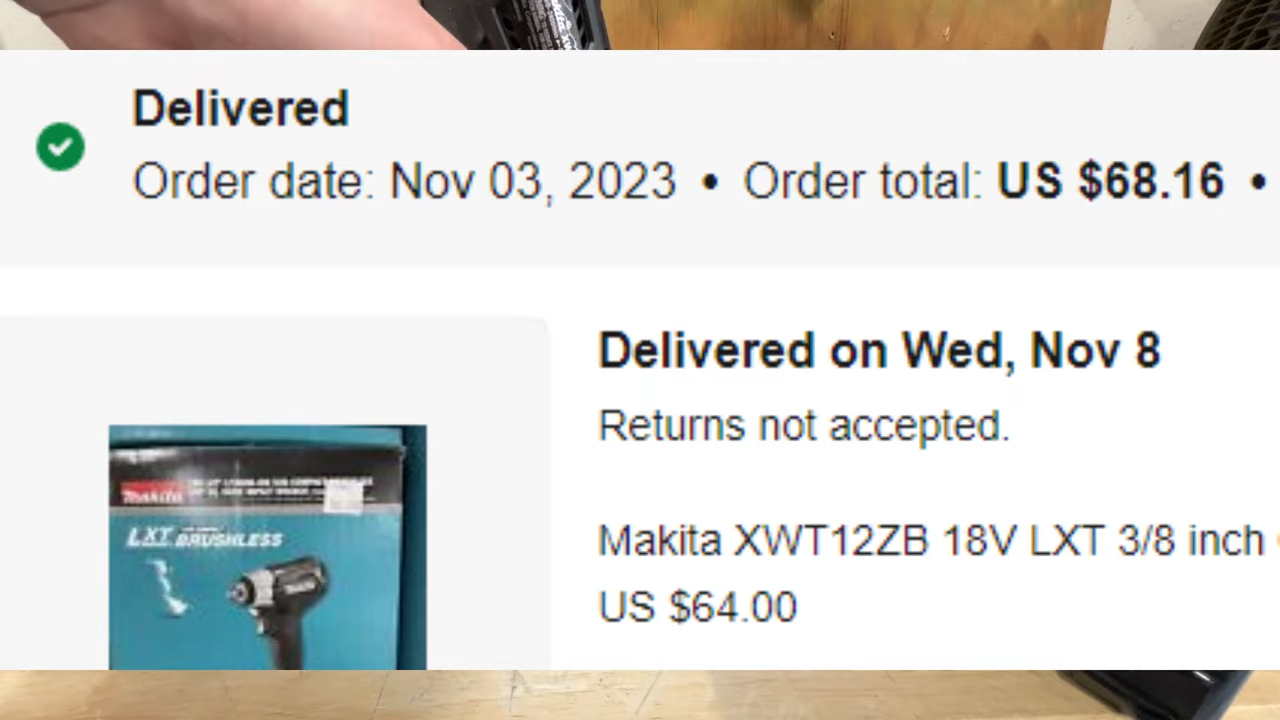 Delivered
Order date: Nov 03, 2023 • Order total: US $68.16 •
Delivered on Wed, Nov 8
Returns not accepted.
Makita XWT12ZB 18V LXT 3/8 inch
US $64.00
Makita
LXT
BRUSHLESS